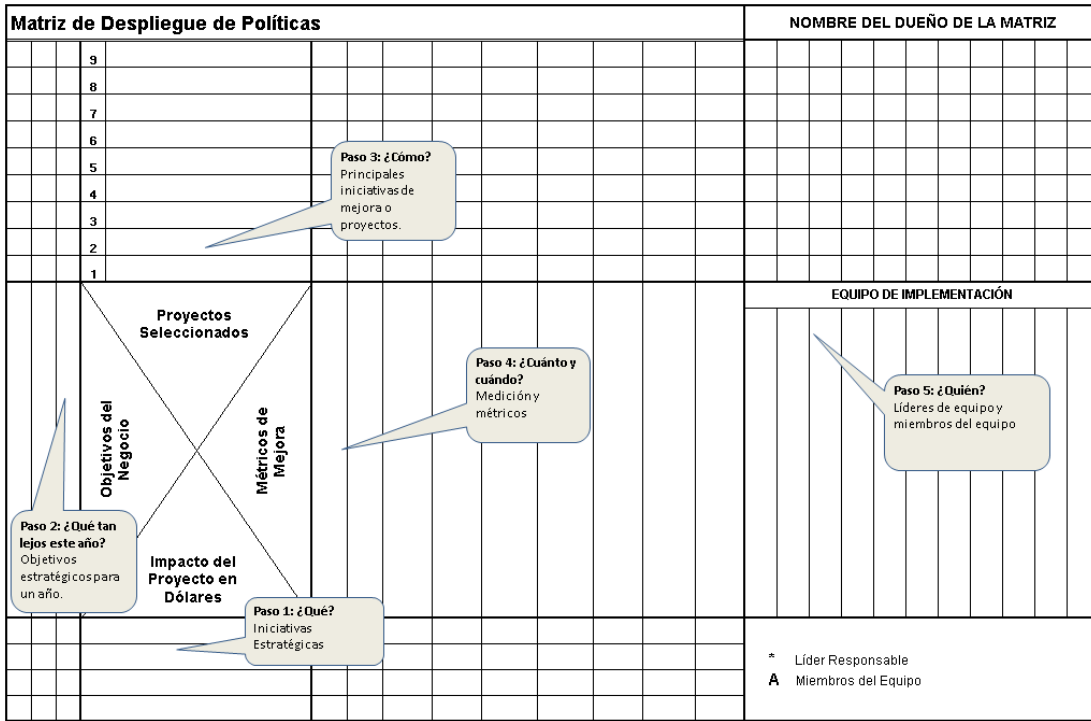 Matriz de Despliegue de Políticas
NOMBRE DEL DUEÑO DE LA MATRIZ
9
8
7
6
5
4
3
2
1
Paso 3: ¿Cómo?
Principales
iniciativas de
mejora o
proyectos.
Proyectos
Seleccionados
Objetivos del
Negocio
Métricos de
Mejora
Impacto del
Proyecto en
Dólares
Paso 4: ¿Cuánto y
cuándo?
Medición y
métricos
EQUIPO DE IMPLEMENTACIÓN
Paso 5: ¿Quién?
Líderes de equipo y
miembros del equipo
Paso 2: ¿Qué tan
lejos este año?
Objetivos
estratégicos para
un año.
Paso 1: ¿Qué?
Iniciativas
Estratégicas
* Líder Responsable
A Miembros del Equipo